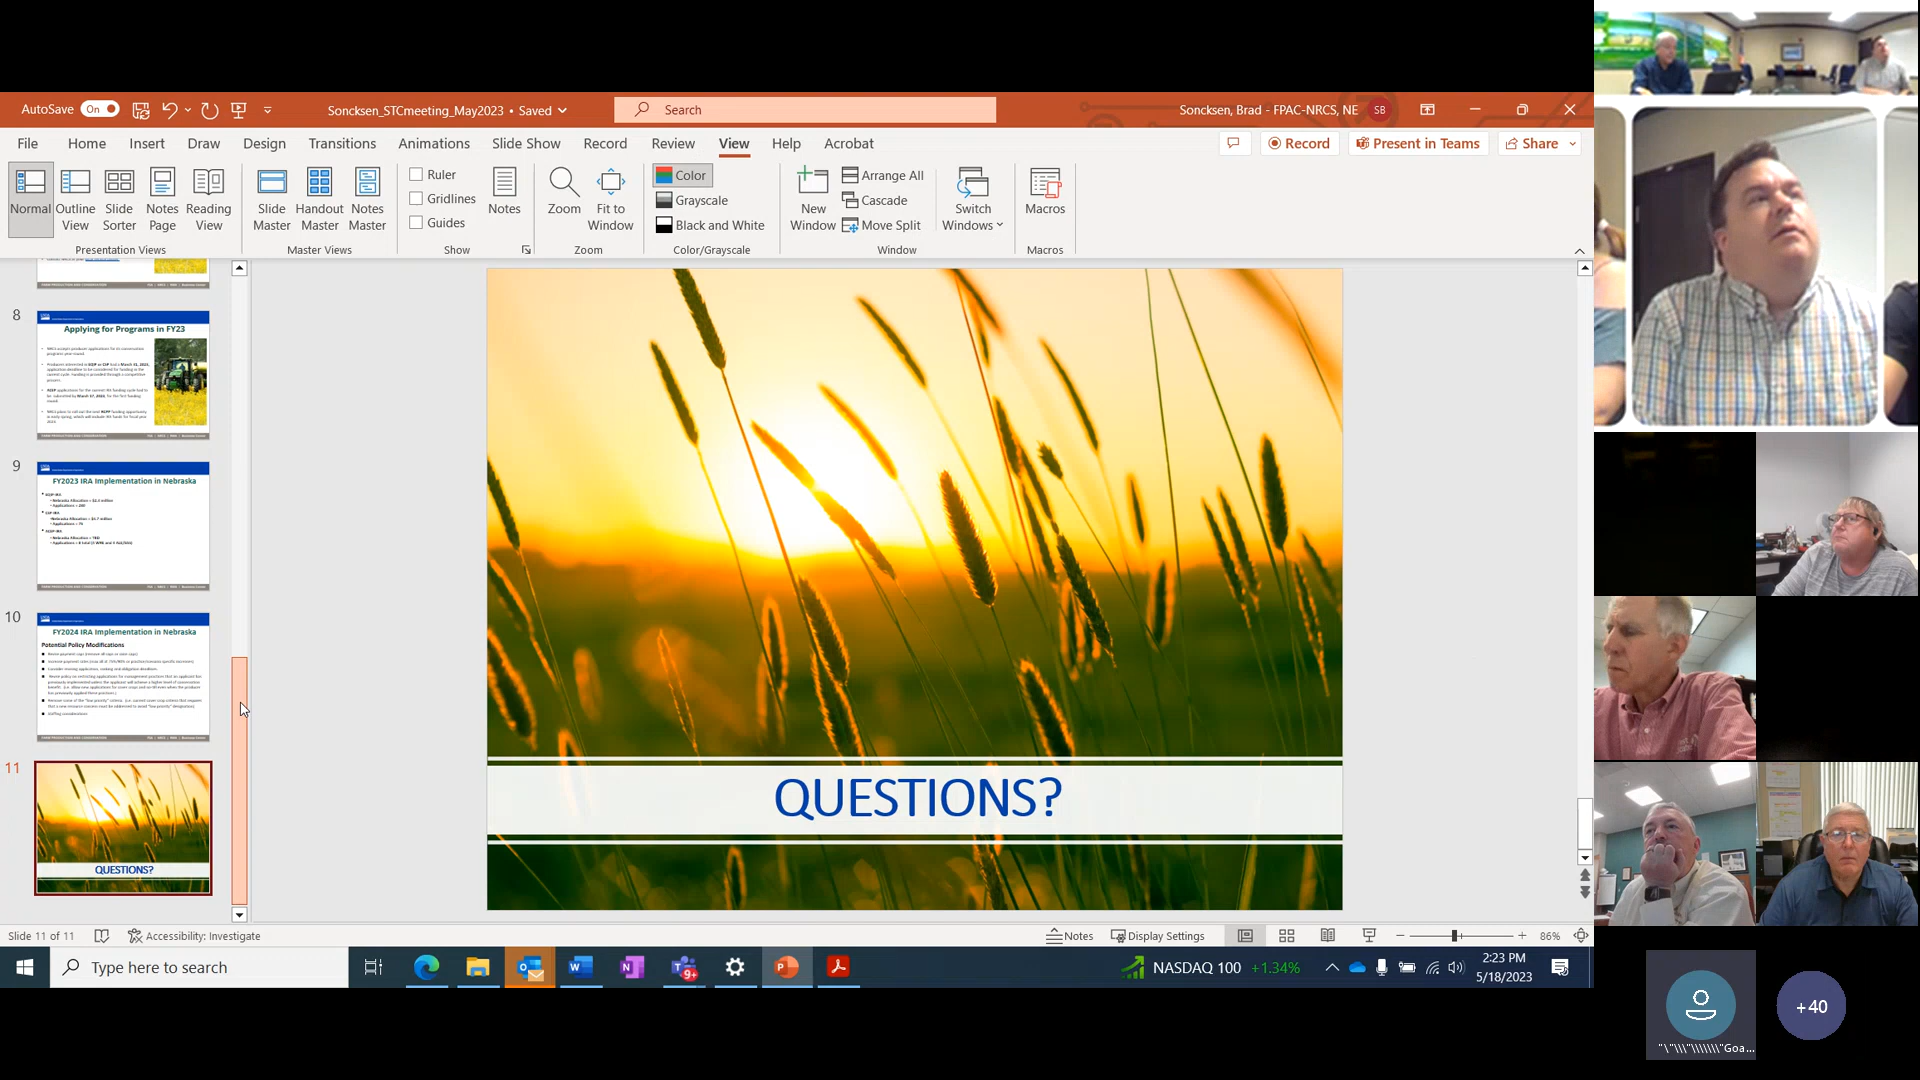 AutoSave On
Soncksen_STCmeeting_May2023 • Saved
Search
Soncksen, Brad - FPAC-NRCS, NE SB
File Home Insert Draw Design Transitions Animations Slide Show Record Review View Help Acrobat
Record Present in Teams Share
Normal Outline View Slide Sorter Notes Page Reading View
Presentation Views
Slide Master Handout Master Notes Master
Master Views
Ruler
Gridlines
Guides
Show
Notes
Zoom Fit to Window
Zoom
Color
Grayscale
Black and White
Color/Grayscale
New Window
Arrange All
Cascade
Move Split
Switch Windows
Window
Macros
Macros
8
Applying for Programs in FY23
9
FY2023 IRA Implementation in Nebraska
10
FY2024 IRA Implementation in Nebraska
Potential Policy Modifications
11
QUESTIONS?
QUESTIONS?
Slide 11 of 11 Accessibility: Investigate
Notes Display Settings 86%
Type here to search
9+
NASDAQ 100 +1.34%
2:23 PM
5/18/2023
"\"\\\"\\\\\\\"Goa...
+40